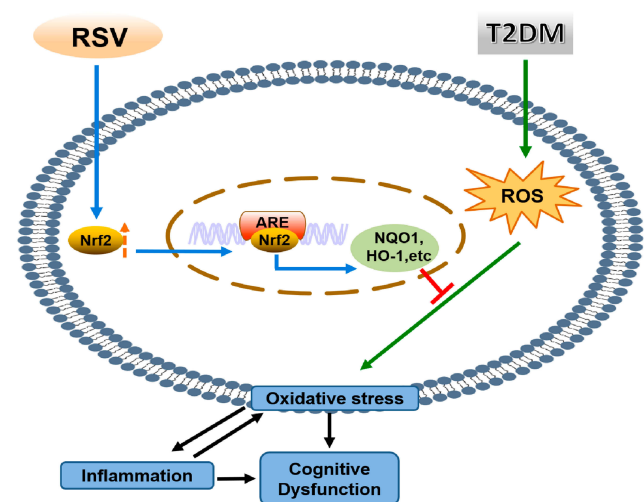 RSV
T2DM
ROS
ARE
Nrf2
Nrf2
NQO1,
HO-1,etc
Oxidative stress
Inflammation
Cognitive
Dysfunction